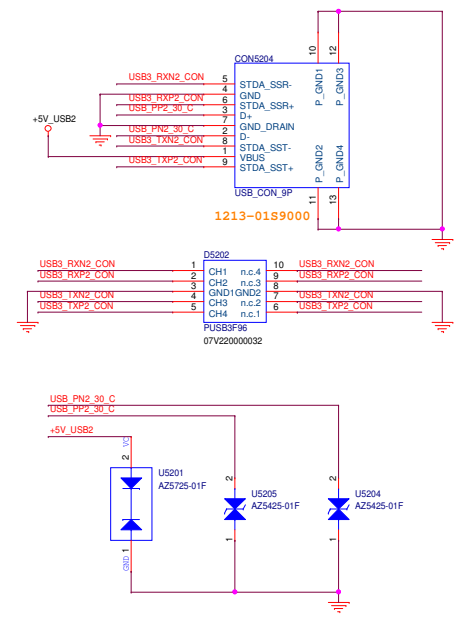 CON5204
10
12
USB3_RXN2_CON 5 STDA_SSR- P_GND1 P_GND3
4 GND
USB3_RXP2_CON 6 STDA_SSR+
USB_PP2_30_C 3 D+
+5V_USB2 7 GND_DRAIN
USB_PN2_30_C 2 D-
USB3_TXN2_CON 8 STDA_SST- P_GND2 P_GND4
1 VBUS
USB3_TXP2_CON 9 STDA_SST+
USB_CON_9P
11
13
1213-01S9000
D5202
USB3_RXN2_CON 1 CH1 n.c.4 10 USB3_RXN2_CON
USB3_RXP2_CON 2 CH2 n.c.3 9 USB3_RXP2_CON
3 GND1 GND2 8
USB3_TXN2_CON 4 CH3 n.c.2 7 USB3_TXN2_CON
USB3_TXP2_CON 5 CH4 n.c.1 6 USB3_TXP2_CON
PUSB3F96
07V220000032
USB_PN2_30_C
USB_PP2_30_C
+5V_USB2
VC
2
U5201
AZ5725-01F
GND 1
2
U5205
AZ5425-01F
1
2
U5204
AZ5425-01F
1